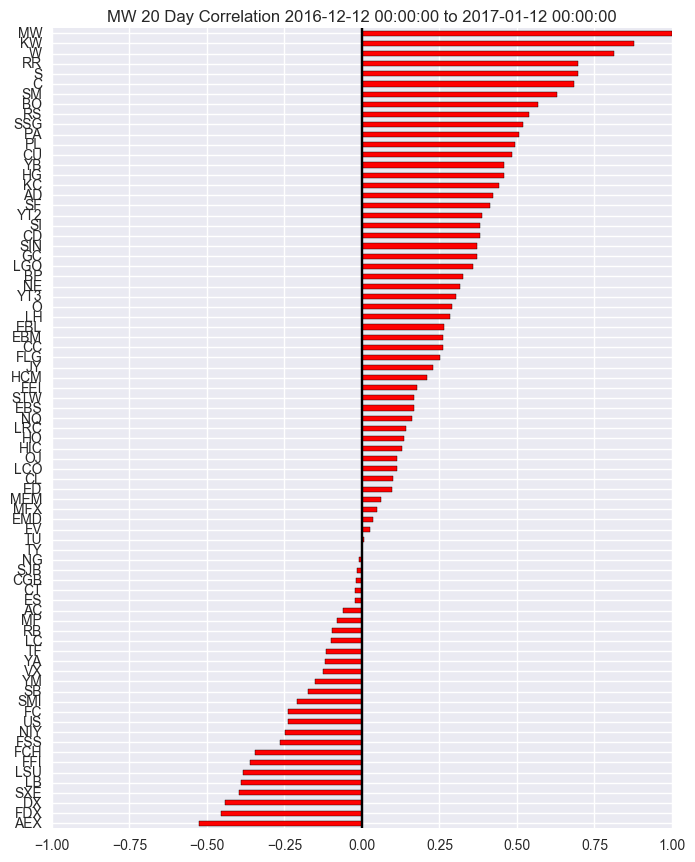 MW 20 Day Correlation 2016-12-12 00:00:00 to 2017-01-12 00:00:00
MW
KW
W
RR
S
C
SM
BO
RS
SSG
PA
PL
CU
YB
HG
KC
AD
SF
YT2
SI
CD
SIN
GC
LGO
BP
NE
YT3
O
LH
EBL
EBM
CC
FLG
JY
HCM
FEI
STW
EBS
NQ
LRC
HO
HIC
OJ
LCO
CL
ED
MEM
MFX
EMD
FV
TU
TY
NG
SJB
CGB
CT
ES
AC
MP
RB
LC
TF
YA
VX
YM
SB
SMI
FC
US
NIY
FSS
FCH
FFI
LSU
LB
SXE
DX
FDX
AEX
−1.00 −0.75 −0.50 −0.25 0.00 0.25 0.50 0.75 1.00